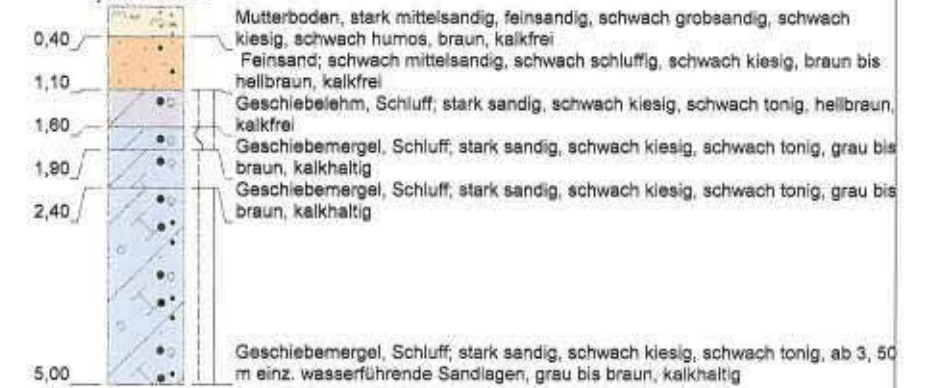 Mutterboden, stark mittelsandig, feinsandig, schwach grobsandig, schwach
0,40 kiesig, schwach humos, braun, kalkfrei
Feinsand; schwach mittelsandig, schwach schluffig, schwach kiesig, braun bis
1,10 hellbraun, kalkfrei
Geschiebelehm, Schluff; stark sandig, schwach kiesig, schwach tonig, hellbraun,
1,60 kalkfrei
Geschiebemergel, Schluff; stark sandig, schwach kiesig, schwach tonig, grau bis
1,90 braun, kalkhaltig
Geschiebemergel, Schluff; stark sandig, schwach kiesig, schwach tonig, grau bis
2,40 braun, kalkhaltig
Geschiebemergel, Schluff; stark sandig, schwach kiesig, schwach tonig, ab 3, 50
5,00 m einz. wasserführende Sandlagen, grau bis braun, kalkhaltig